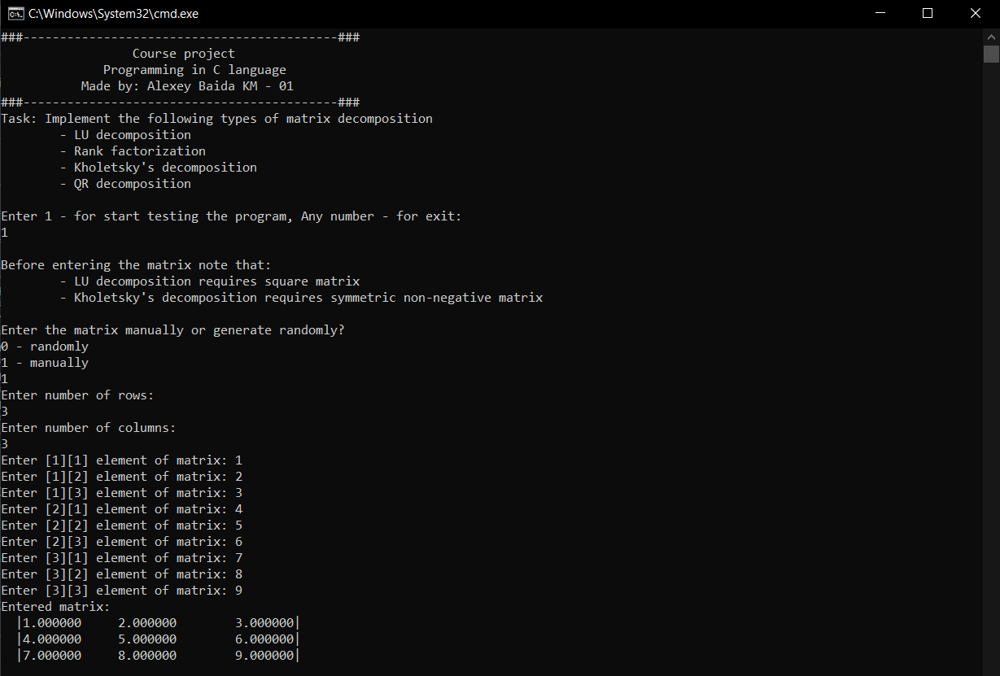 C:\Windows\System32\cmd.exe
###-------------------------------------------###
Course project
Programming in C language
Made by: Alexey Baida KM - 01
###-------------------------------------------###
Task: Implement the following types of matrix decomposition
- LU decomposition
- Rank factorization
- Kholetsky's decomposition
- QR decomposition
Enter 1 - for start testing the program, Any number - for exit:
1
Before entering the matrix note that:
- LU decomposition requires square matrix
- Kholetsky's decomposition requires symmetric non-negative matrix
Enter the matrix manually or generate randomly?
0 - randomly
1 - manually
1
Enter number of rows:
3
Enter number of columns:
3
Enter [1][1] element of matrix: 1
Enter [1][2] element of matrix: 2
Enter [1][3] element of matrix: 3
Enter [2][1] element of matrix: 4
Enter [2][2] element of matrix: 5
Enter [2][3] element of matrix: 6
Enter [3][1] element of matrix: 7
Enter [3][2] element of matrix: 8
Enter [3][3] element of matrix: 9
Entered matrix:
|1.000000     2.000000        3.000000|
|4.000000     5.000000        6.000000|
|7.000000     8.000000        9.000000|